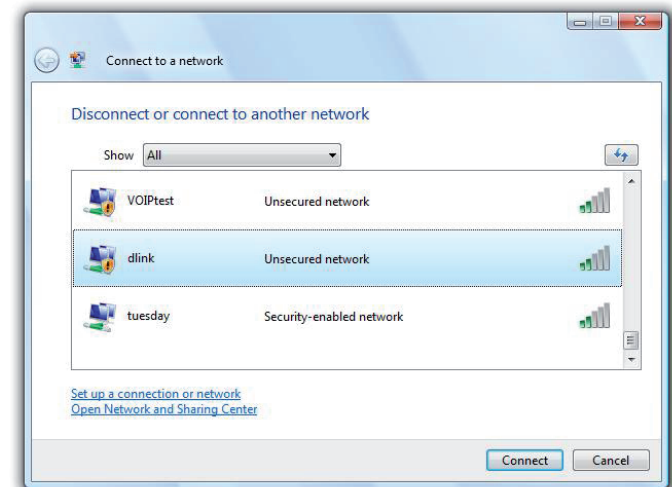 Connect to a network
Disconnect or connect to another network
Show All
VOIPtest Unsecured network
dlink Unsecured network
tuesday Security-enabled network
Set up a connection or network
Open Network and Sharing Center
Connect Cancel